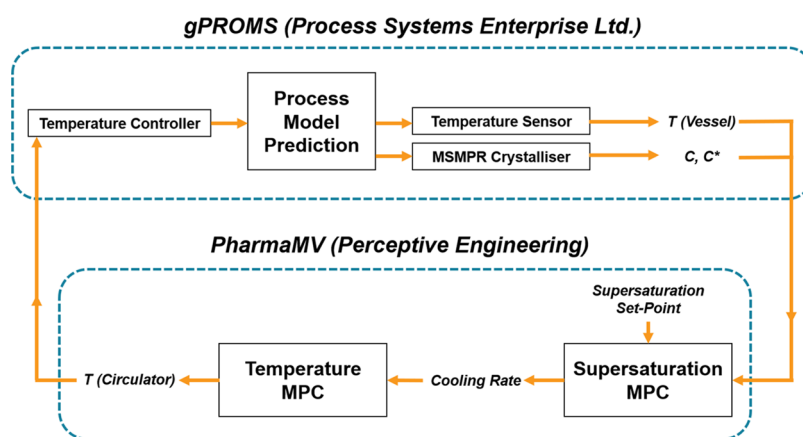 gPROMS (Process Systems Enterprise Ltd.)
Temperature Controller
Process
Model
Prediction
Temperature Sensor
T (Vessel)
MSMPR Crystalliser
C, C*
PharmaMV (Perceptive Engineering)
Supersaturation
Set-Point
T (Circulator)
Temperature
MPC
Cooling Rate
Supersaturation
MPC